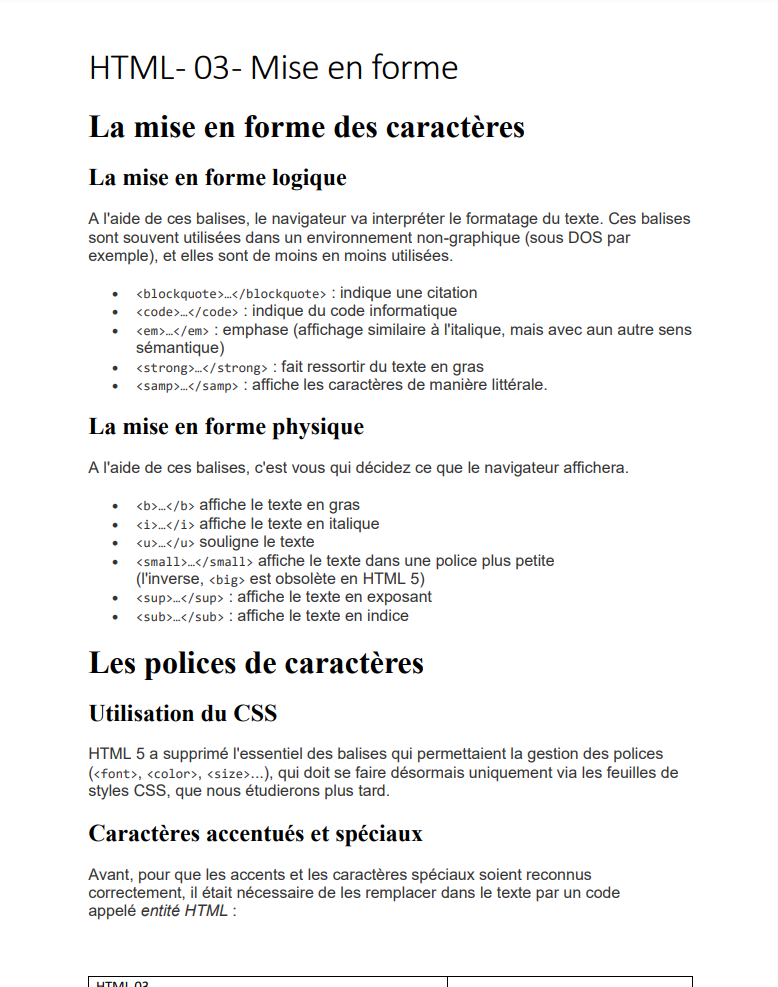 HTML- 03- Mise en forme
La mise en forme des caractères
La mise en forme logique
A l'aide de ces balises, le navigateur va interpréter le formatage du texte. Ces balises
sont souvent utilisées dans un environnement non-graphique (sous DOS par
exemple), et elles sont de moins en moins utilisées.
• <blockquote>…</blockquote> : indique une citation
• <code>…</code> : indique du code informatique
• <em>…</em> : emphase (affichage similaire à l'italique, mais avec aun autre sens
sémantique)
• <strong>…</strong> : fait ressortir du texte en gras
• <samp>…</samp> : affiche les caractères de manière littérale.
La mise en forme physique
A l'aide de ces balises, c'est vous qui décidez ce que le navigateur affichera.
• <b>…</b> affiche le texte en gras
• <i>…</i> affiche le texte en italique
• <u>…</u> souligne le texte
• <small>…</small> affiche le texte dans une police plus petite
(l'inverse, <big> est obsolète en HTML 5)
• <sup>…</sup> : affiche le texte en exposant
• <sub>…</sub> : affiche le texte en indice
Les polices de caractères
Utilisation du CSS
HTML 5 a supprimé l'essentiel des balises qui permettaient la gestion des polices
(<font>, <color>, <size>...), qui doit se faire désormais uniquement via les feuilles de
styles CSS, que nous étudierons plus tard.
Caractères accentués et spéciaux
Avant, pour que les accents et les caractères spéciaux soient reconnus
correctement, il était nécessaire de les remplacer dans le texte par un code
appelé entité HTML :
HTML 03